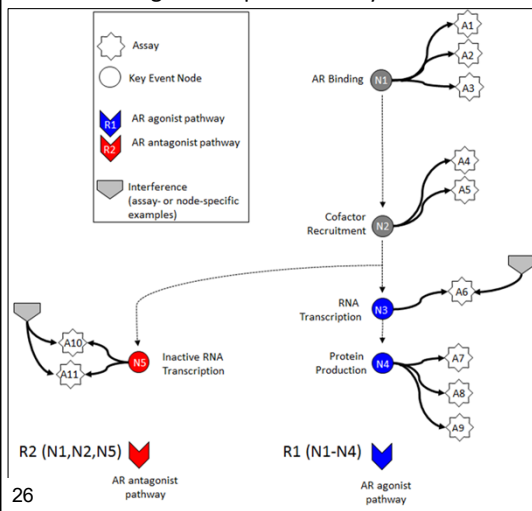 Assay
Key Event Node
R1
AR agonist pathway
R2
AR antagonist pathway
Interference
(assay- or node-specific
examples)
AR Binding
N1
A1
A2
A3
A4
A5
Cofactor
Recruitment
N2
A6
RNA
Transcription
N3
A10
A11
N5
Inactive RNA
Transcription
Protein
Production
N4
A7
A8
A9
R2 (N1,N2,N5)
AR antagonist
pathway
R1 (N1-N4)
AR agonist
pathway
26